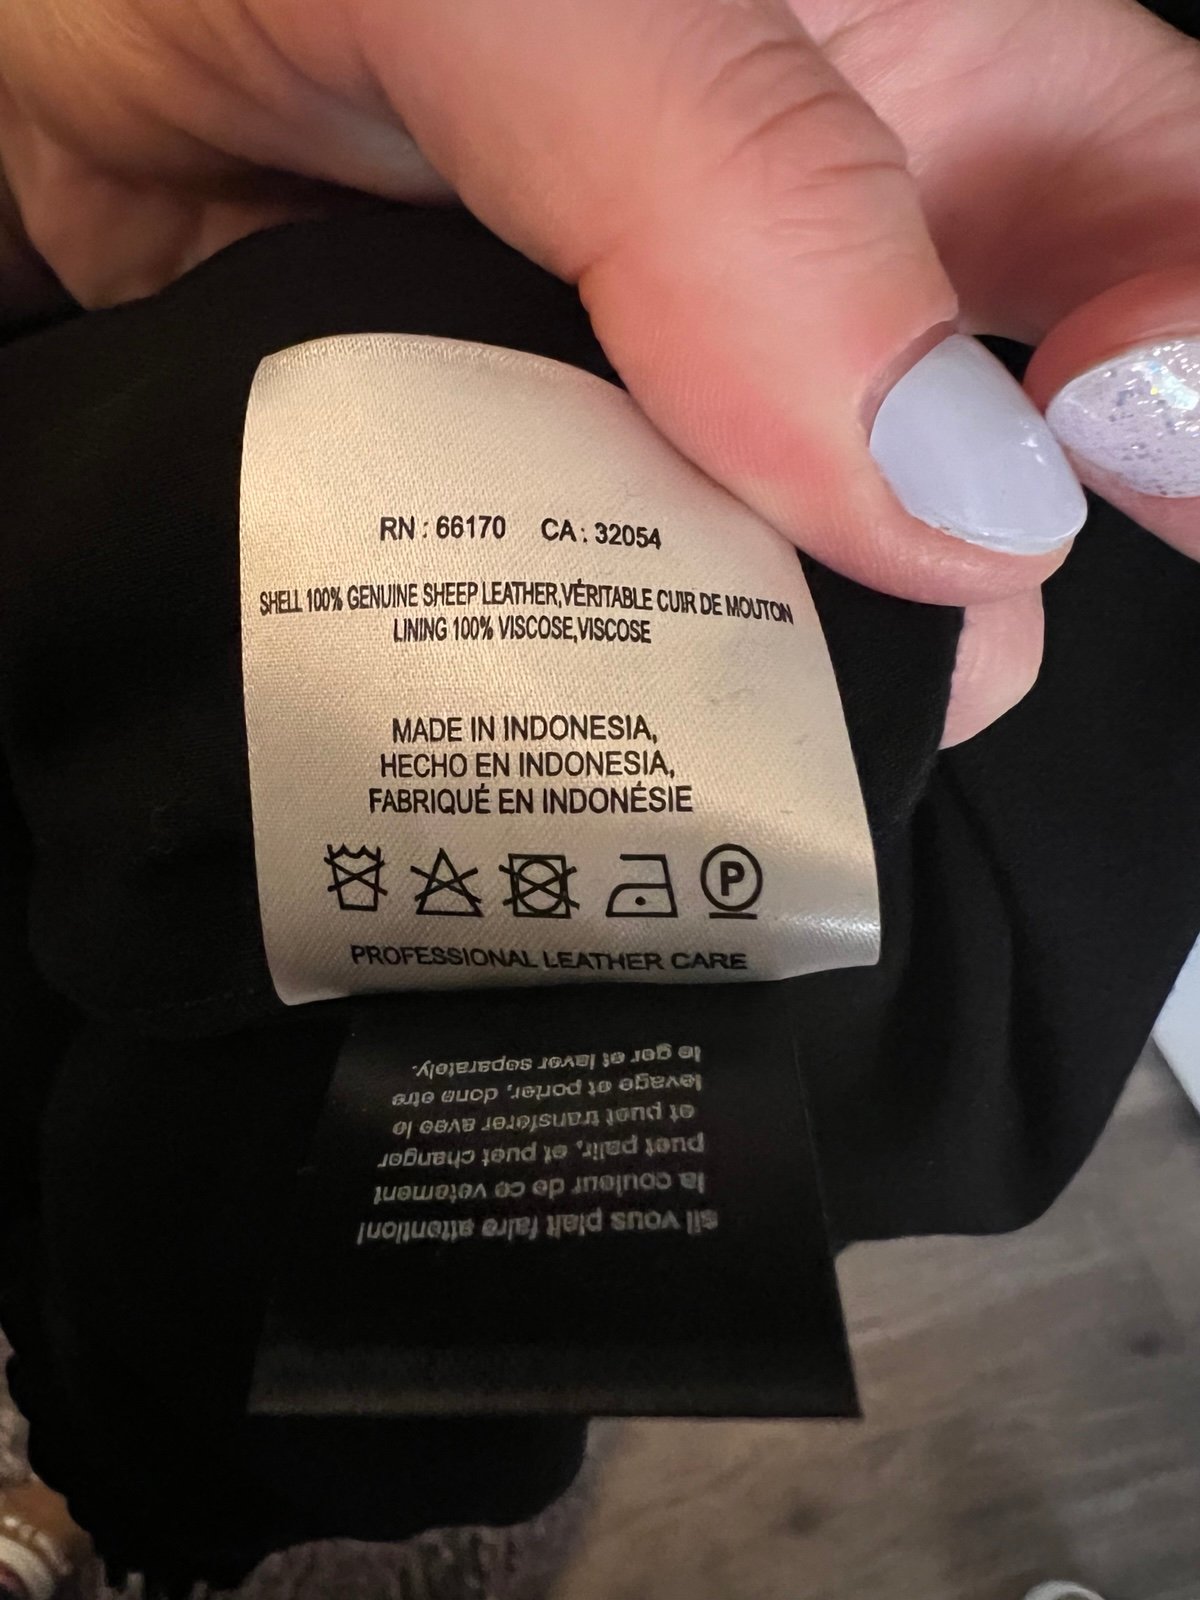 RN : 66170 CA : 32054
SHELL 100% GENUINE SHEEP LEATHER,VÉRITABLE CUIR DE MOUTON
LINING 100% VISCOSE,VISCOSE
MADE IN INDONESIA,
HECHO EN INDONESIA,
FABRIQUÉ EN INDONÉSIE
P
PROFESSIONAL LEATHER CARE
sil vous plait faire attention!
la couleur de ce vetement
puet palir, et puet changer
et puet transferer avec le
levage et porter, donc etre
le ger et laver separately.